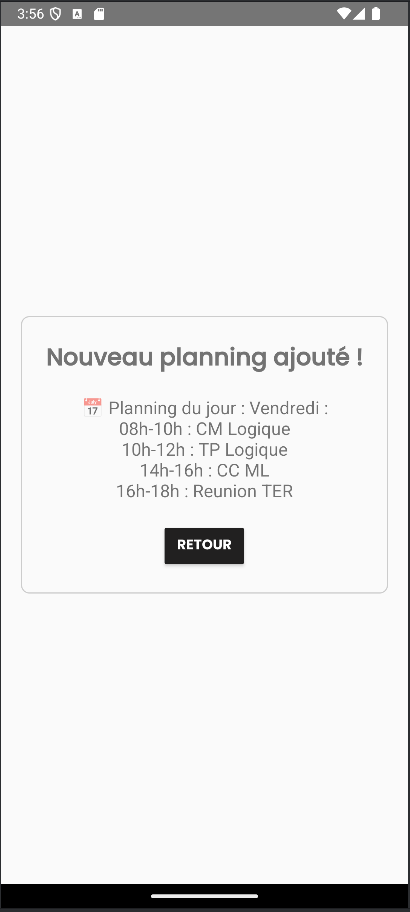 3:56
Nouveau planning ajouté !
📅 Planning du jour : Vendredi :
08h-10h : CM Logique
10h-12h : TP Logique
14h-16h : CC ML
16h-18h : Reunion TER
RETOUR